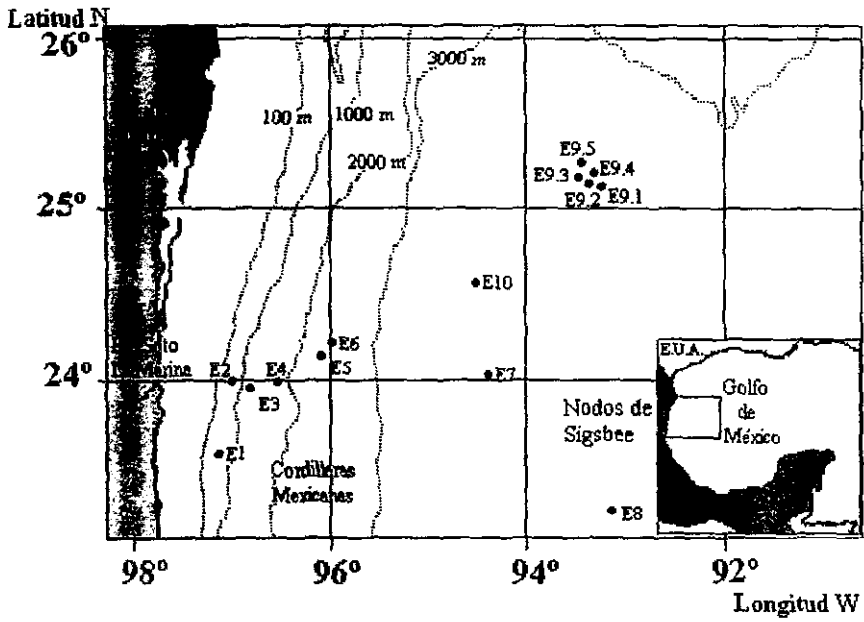 Latitud N
26°
3000 m
100 m
1000 m
2000 m
E9.5
E9.4
E9.3
E9.2
E9.1
25°
E10
E6
E5
E4
E2
E3
24°
Marina
E7
E1
Cordilleras
Mexicanas
Nodos de
Sigsbee
E8
E.U.A.
Golfo
de
México
98°
96°
94°
92°
Longitud W